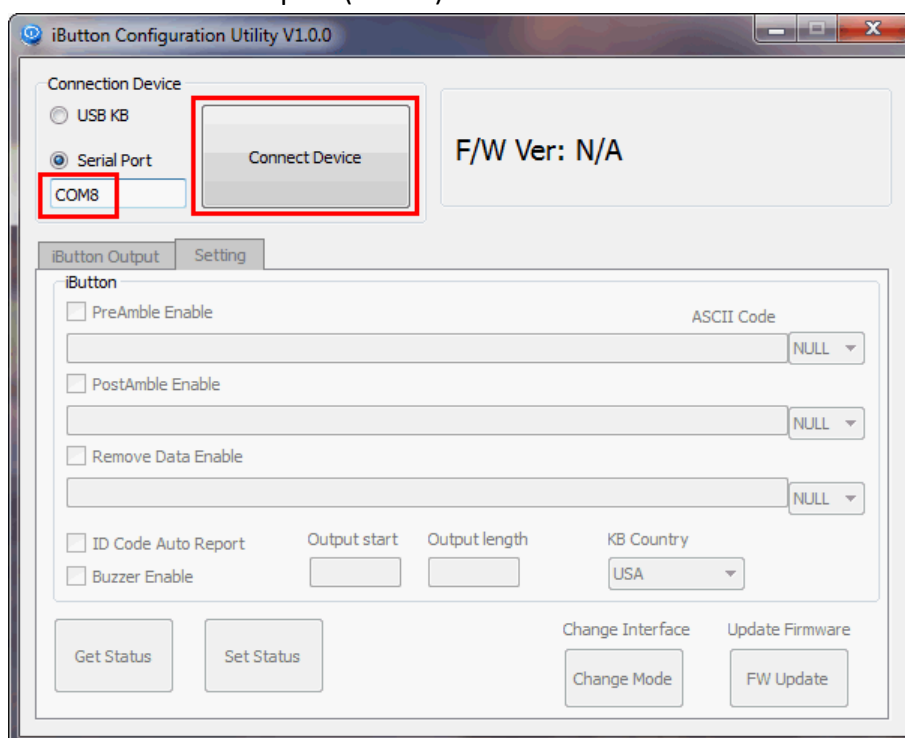 iButton Configuration Utility V1.0.0
Connection Device
USB KB
Serial Port
COM8
Connect Device
F/W Ver: N/A
iButton Output
Setting
iButton
PreAmble Enable
ASCII Code
NULL
PostAmble Enable
NULL
Remove Data Enable
NULL
ID Code Auto Report
Output start
Output length
KB Country
Buzzer Enable
USA
Get Status
Set Status
Change Interface
Update Firmware
Change Mode
FW Update